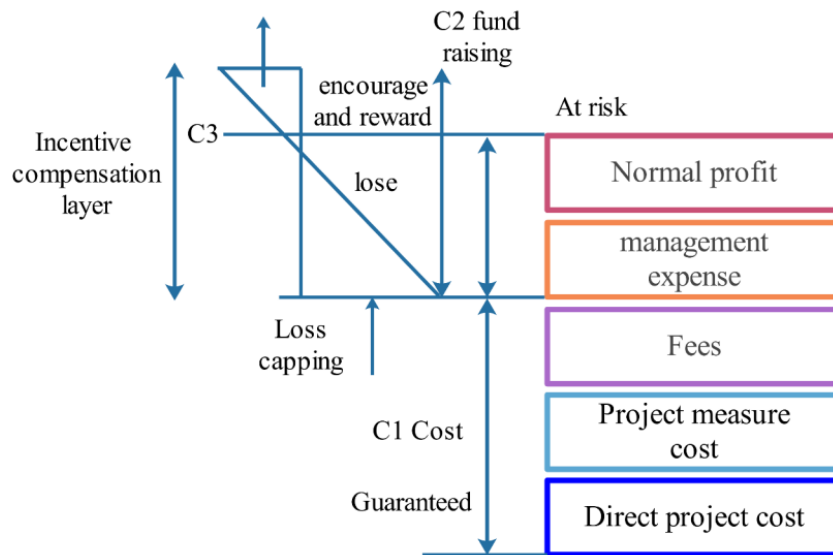 C2 fund
raising
encourage
and reward
At risk
C3
Incentive
compensation
layer
lose
Normal profit
management
expense
Loss
capping
Fees
C1 Cost
Project measure
cost
Guaranteed
Direct project cost